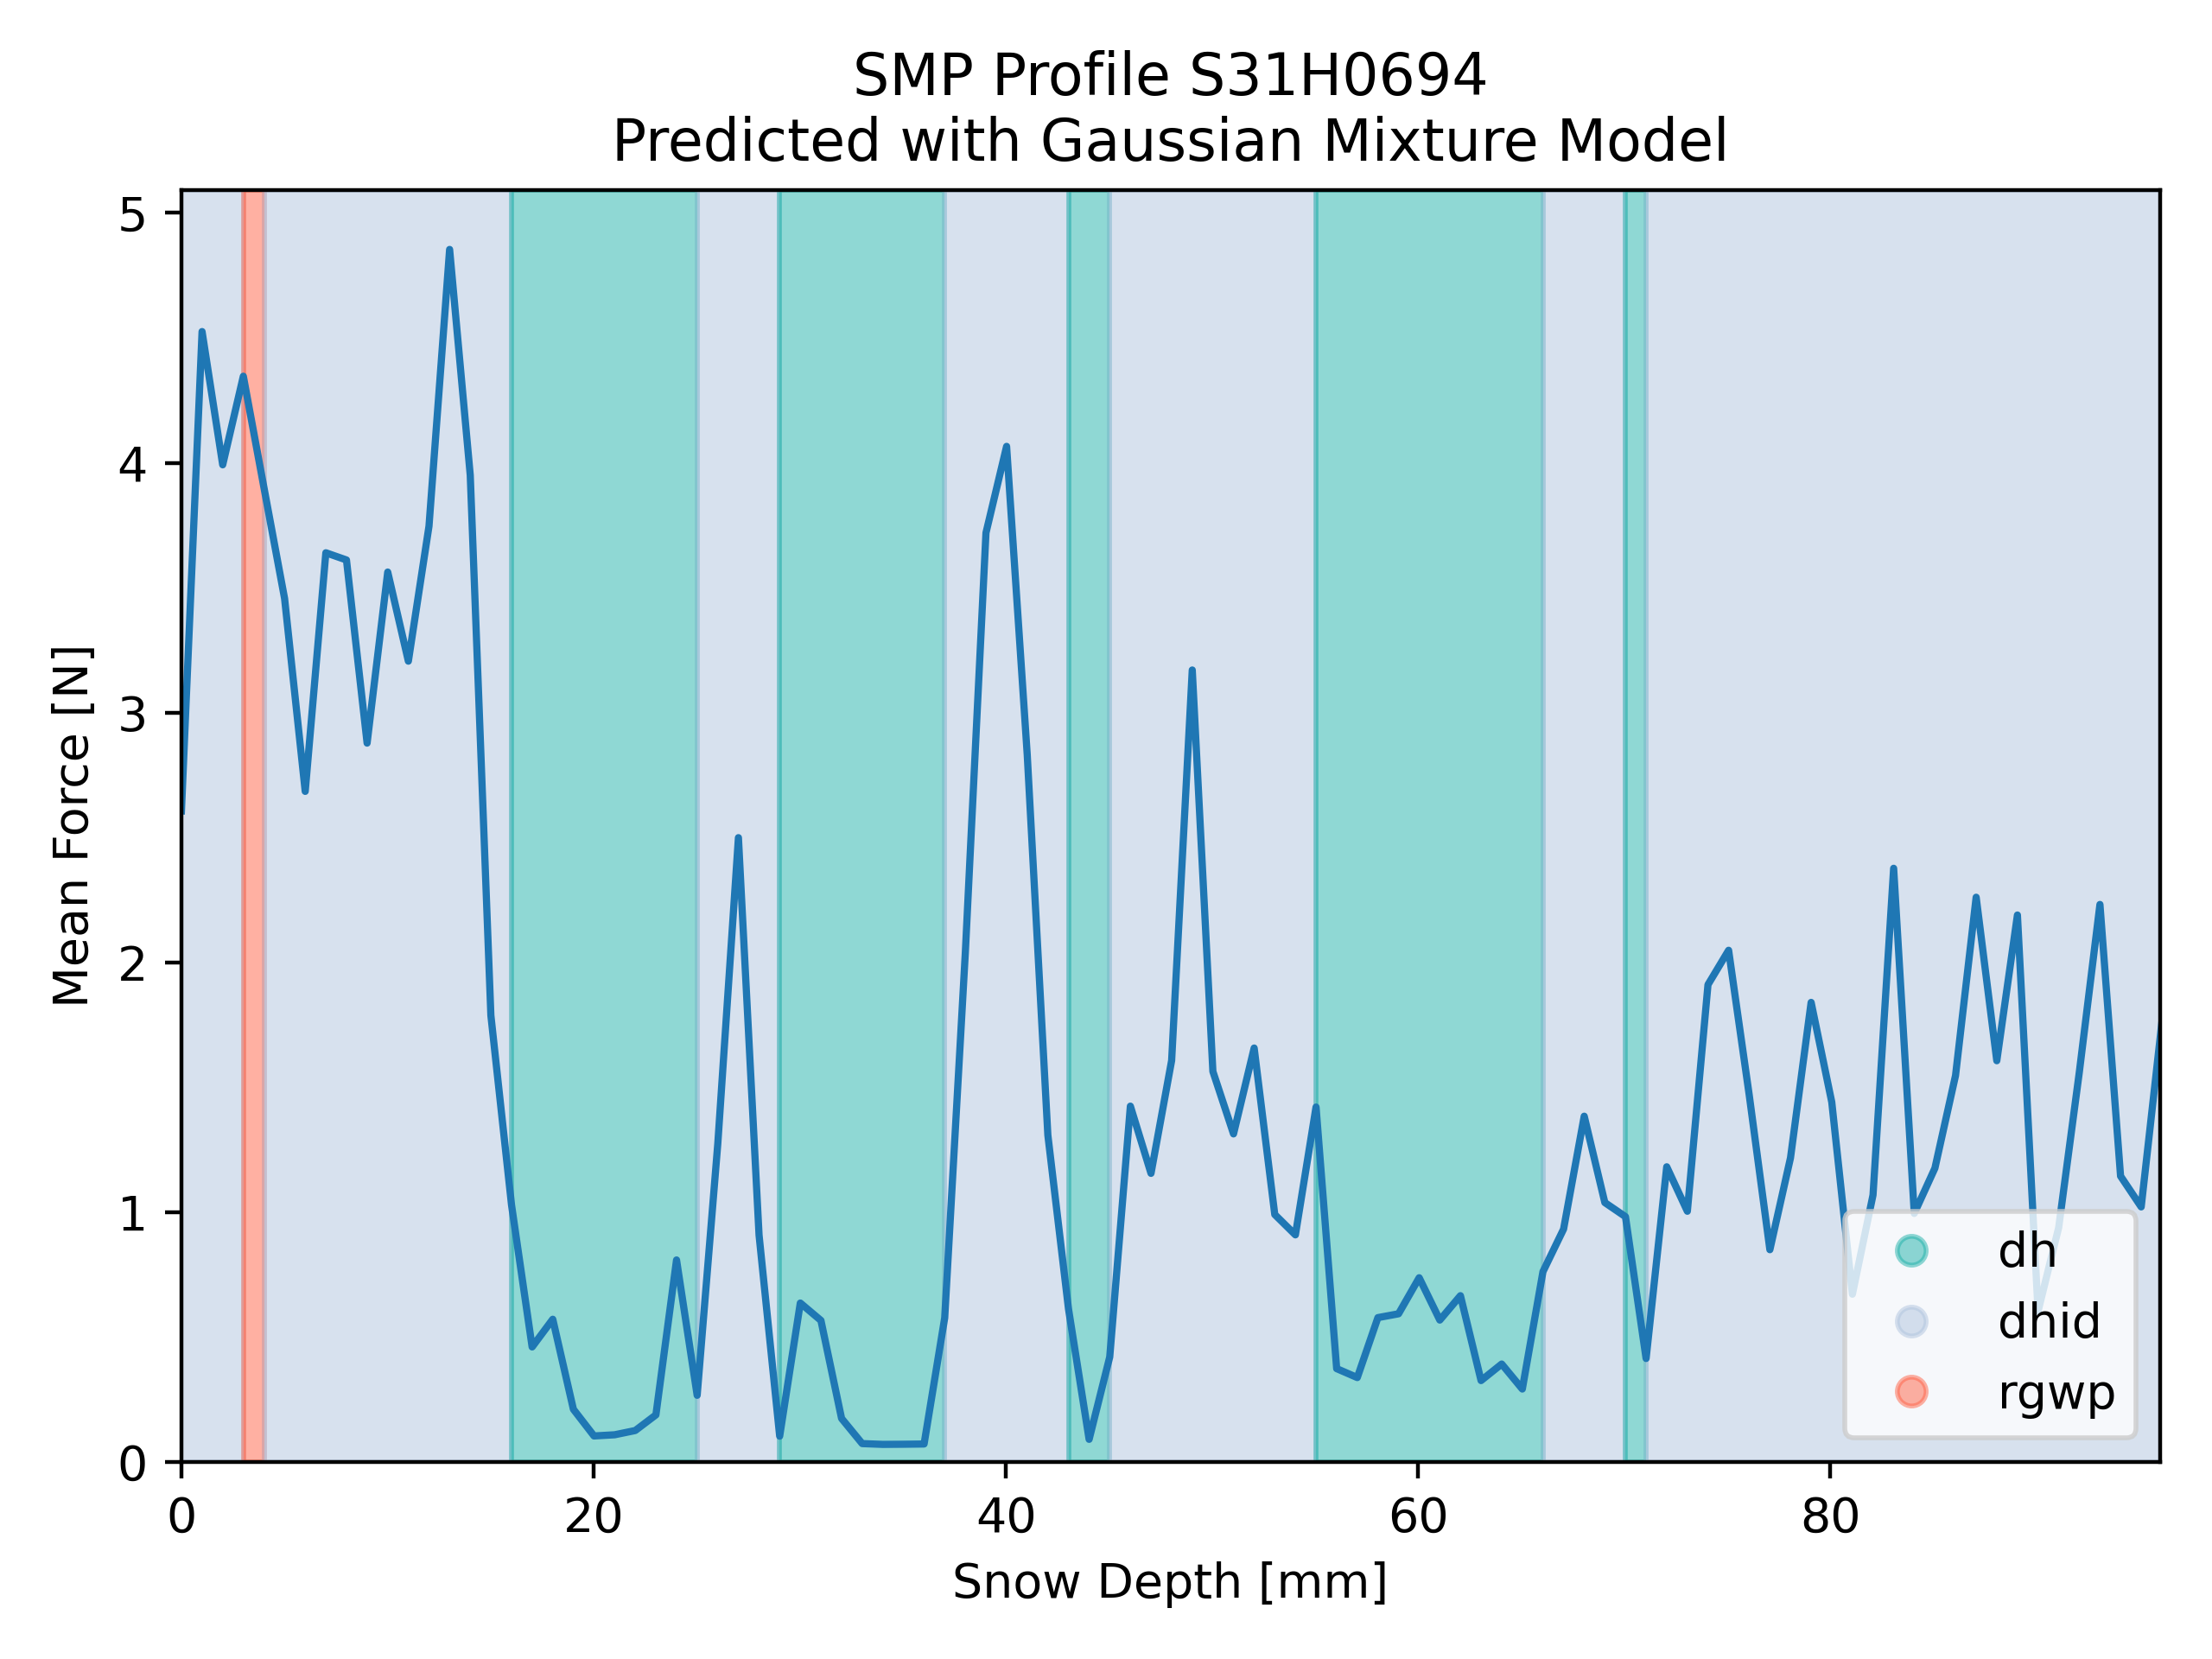 SMP Profile S31H0694
Predicted with Gaussian Mixture Model
5
4
3
2
1
0
Mean Force [N]
0 20 40 60 80
Snow Depth [mm]
dh
dhid
rgwp